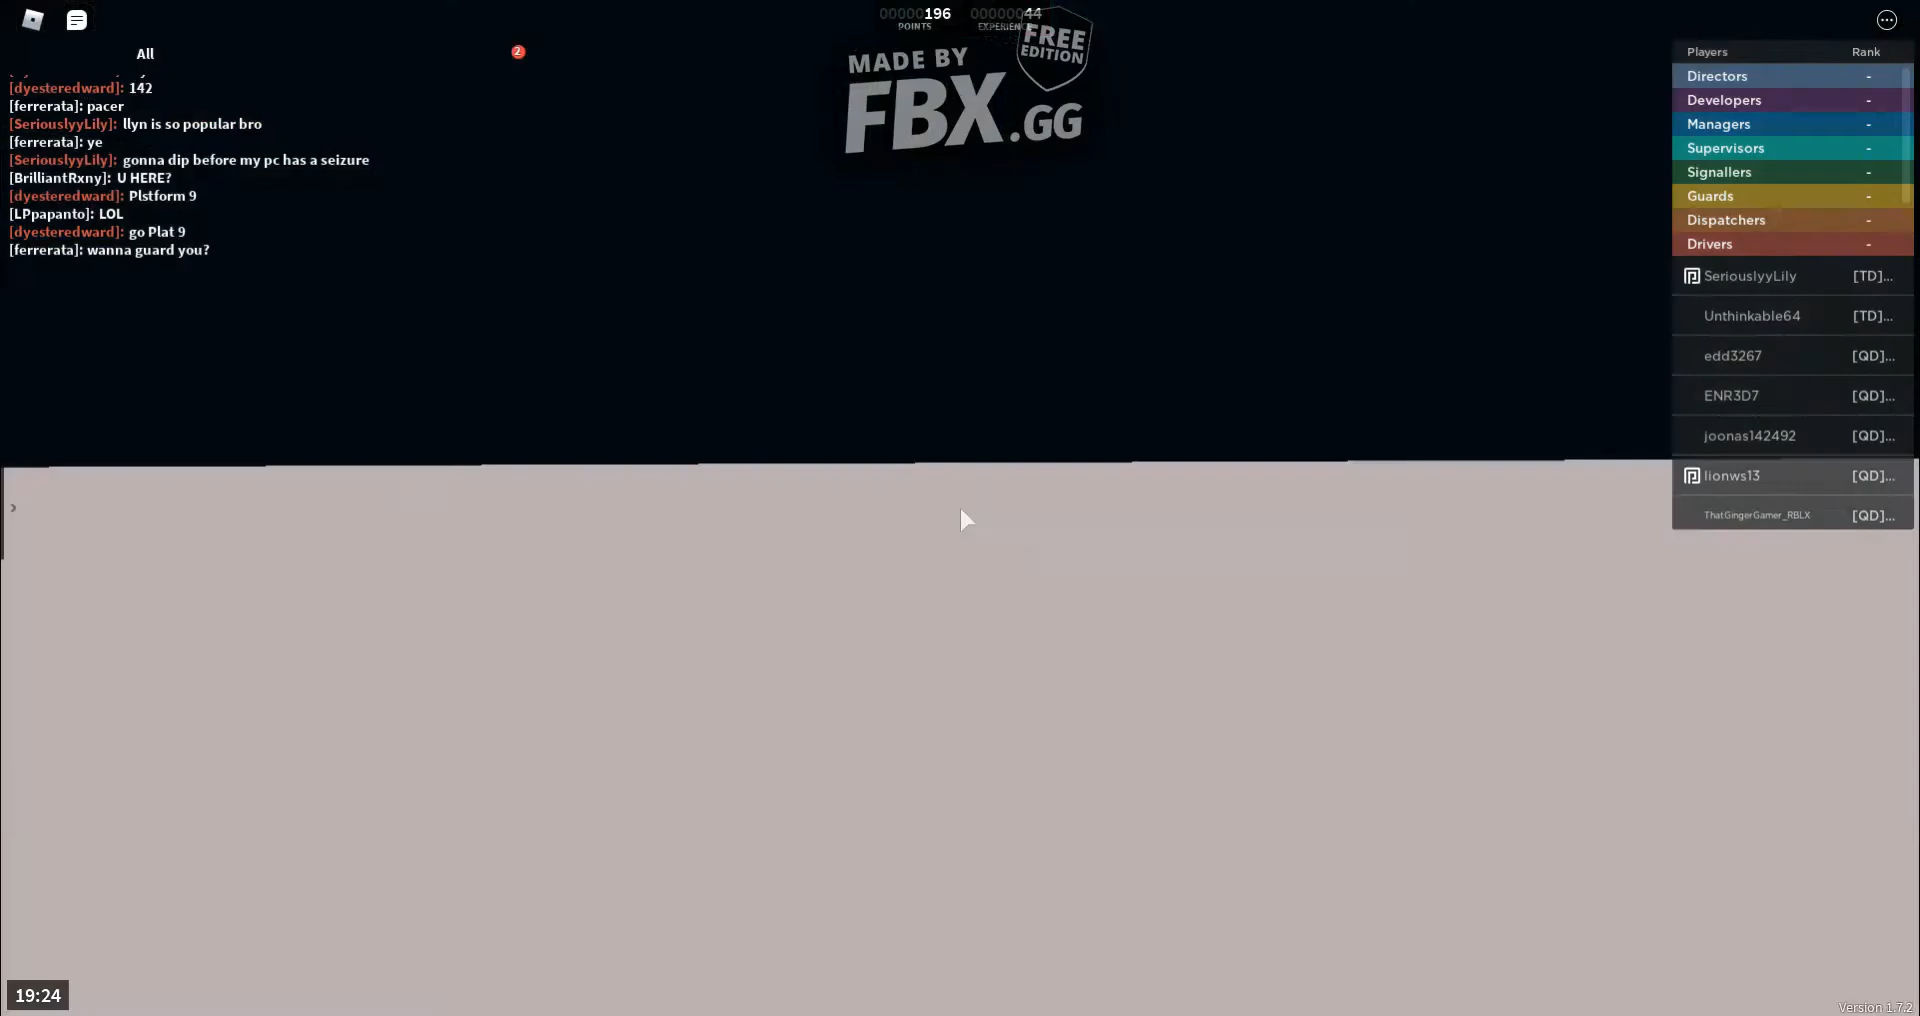 00000196 00000044
POINTS EXPERIENCE
All
2
[dyesteredward]: 142
[ferrerata]: pacer
[SeriouslyyLily]: llyn is so popular bro
[ferrerata]: ye
[SeriouslyyLily]: gonna dip before my pc has a seizure
[BrilliantRxny]: U HERE?
[dyesteredward]: Plstform 9
[LPpapanto]: LOL
[dyesteredward]: go Plat 9
[ferrerata]: wanna guard you?
FREE
EDITION
MADE BY
FBX.GG
Players Rank
Directors -
Developers -
Managers -
Supervisors -
Signallers -
Guards -
Dispatchers -
Drivers -
SeriouslyyLily [TD]...
Unthinkable64 [TD]...
edd3267 [QD]...
ENR3D7 [QD]...
joonas142492 [QD]...
lionws13 [QD]...
ThatGingerGamer_RBLX [QD]...
19:24
Version 1.7.2